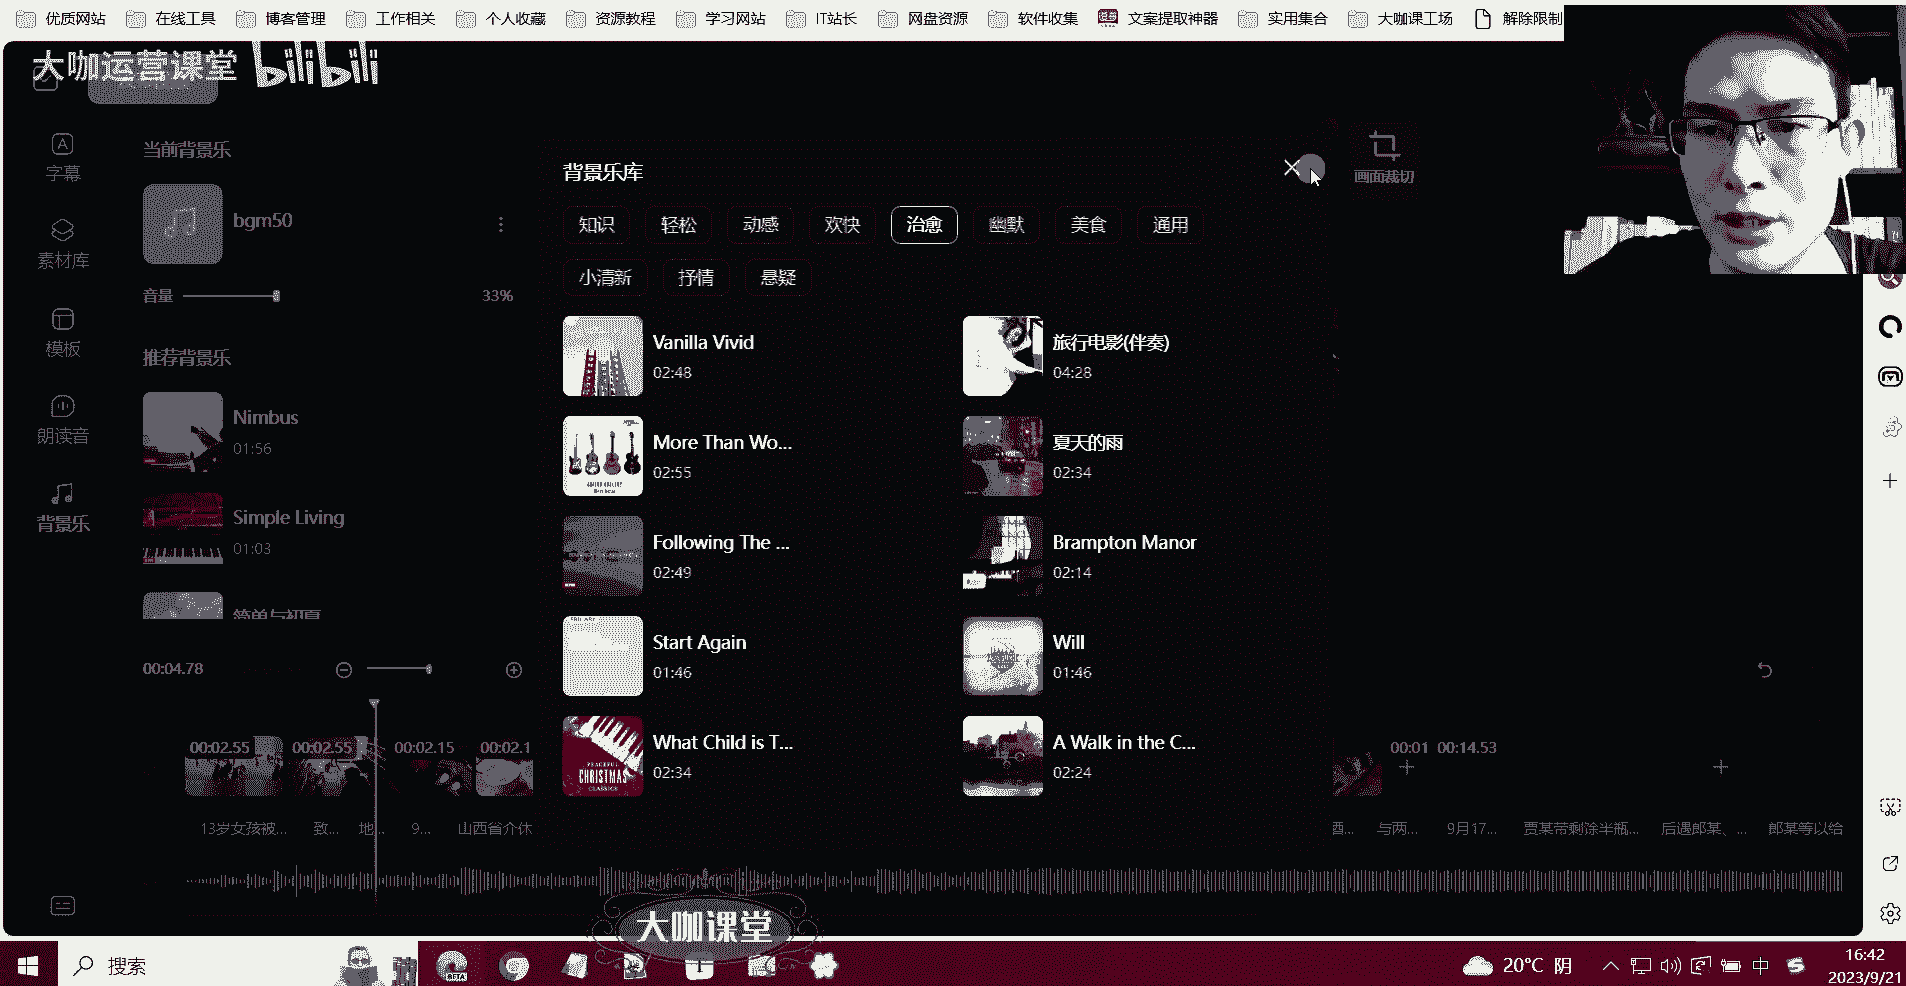 优质网站 在线工具 博客管理 工作相关 个人收藏 资源教程 学习网站 IT站长 网盘资源 软件收集 文案提取神器 实用集合 大咖课工场 解除限制
大咖运营课堂 bilibili
字幕
素材库
模板
朗读音
背景乐
当前背景乐
bgm50
音量 33%
推荐背景乐
Nimbus
01:56
Simple Living
01:03
简单与初夏
背景乐库
画面裁切
知识 轻松 动感 欢快 治愈 幽默 美食 通用
小清新 抒情 悬疑
Vanilla Vivid
02:48
旅行电影(伴奏)
04:28
More Than Wo...
02:55
夏天的雨
02:34
Following The ...
02:49
Brampton Manor
02:14
Start Again
01:46
Will
01:46
What Child is T...
02:34
A Walk in the C...
02:24
PEACEFUL
CHRISTMAS
CLASSICS
00:04.78
00:02.55 00:02.55 00:02.15 00:02.1 00:01 00:14.53
13岁女孩被... 致... 地... 9... 山西省介休 酒... 与两... 9月17... 贾某带剩余半瓶... 后遇郎某、... 郎某等以给
大咖课堂
搜索
BETA
20°C 阴
中
16:42
2023/9/21